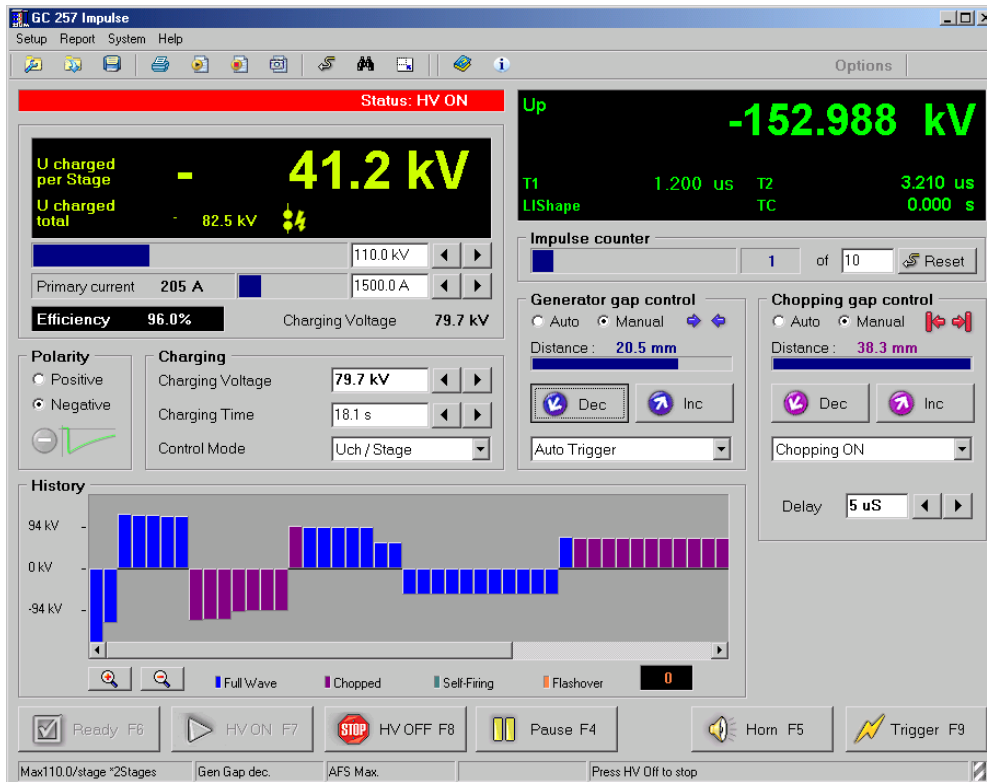 GC 257 Impulse
Setup Report System Help
Options
Status: HV ON
U charged per Stage - 41.2 kV
U charged total - 82.5 kV
110.0 kV
Primary current 205 A 1500.0 A
Efficiency 96.0% Charging Voltage 79.7 kV
Up
-152.988 kV
T1 1.200 us T2 3.210 us
LIShape TC 0.000 s
Impulse counter
1 of 10 Reset
Generator gap control
Auto Manual
Distance : 20.5 mm
Dec Inc
Auto Trigger
Chopping gap control
Auto Manual
Distance : 38.3 mm
Dec Inc
Chopping ON
Delay 5 uS
Polarity
Positive
Negative
Charging
Charging Voltage 79.7 kV
Charging Time 18.1 s
Control Mode Uch / Stage
History
94 kV
0 kV
-94 kV
Full Wave Chopped Self-Firing Flashover 0
Ready F6 HV ON F7 STOP HV OFF F8 Pause F4 Horn F5 Trigger F9
Max110.0/stage *2Stages Gen Gap dec. AFS Max. Press HV Off to stop